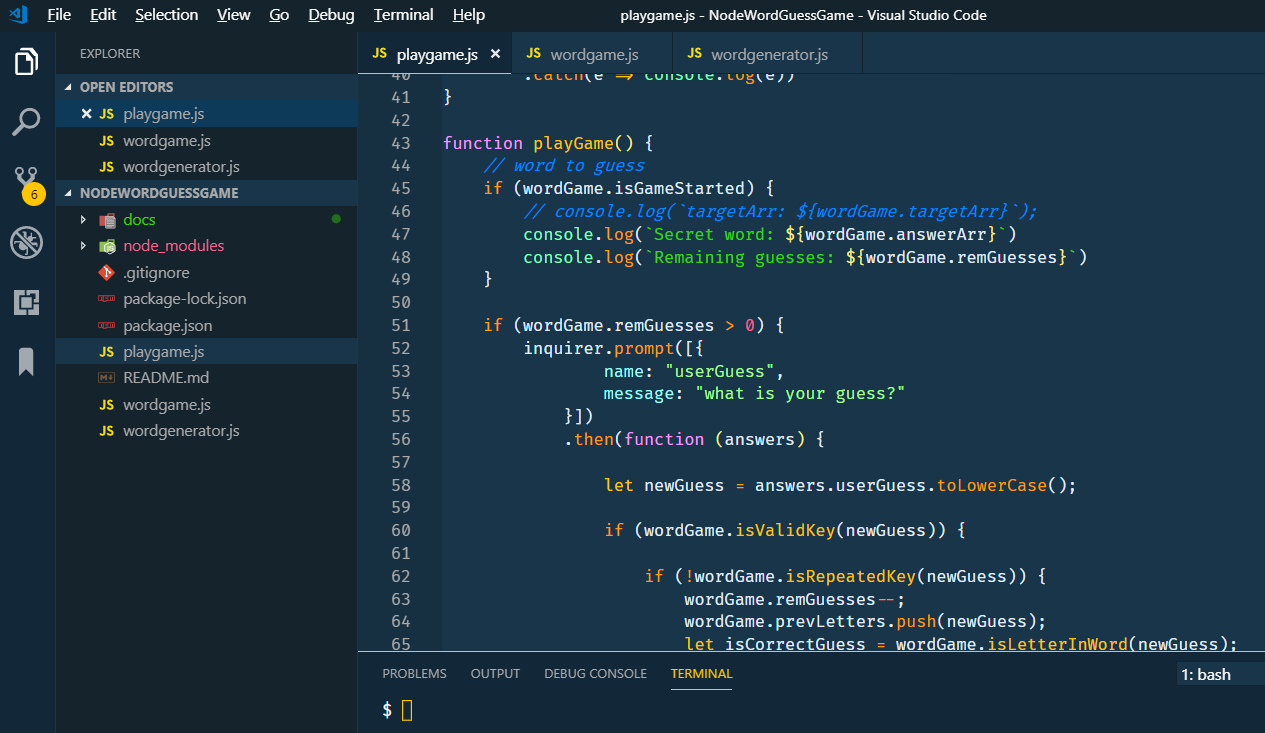 File Edit Selection View Go Debug Terminal Help playgame.js - NodeWordGuessGame - Visual Studio Code
EXPLORER
OPEN EDITORS
JS playgame.js
JS wordgame.js
JS wordgenerator.js
NODEWORDGUESSGAME
docs
node_modules
.gitignore
package-lock.json
package.json
JS playgame.js
README.md
JS wordgame.js
JS wordgenerator.js
6
JS playgame.js JS wordgame.js JS wordgenerator.js
40 .catch(e => console.log(e))
41 }
42
43 function playGame() {
44 // word to guess
45 if (wordGame.isGameStarted) {
46 // console.log(`targetArr: ${wordGame.targetArr}`);
47 console.log(`Secret word: ${wordGame.answerArr}`)
48 console.log(`Remaining guesses: ${wordGame.remGuesses}`)
49 }
50
51 if (wordGame.remGuesses > 0) {
52 inquirer.prompt([{
53 name: "userGuess",
54 message: "what is your guess?"
55 }])
56 .then(function (answers) {
57
58 let newGuess = answers.userGuess.toLowerCase();
59
60 if (wordGame.isValidKey(newGuess)) {
61
62 if (!wordGame.isRepeatedKey(newGuess)) {
63 wordGame.remGuesses--;
64 wordGame.prevLetters.push(newGuess);
65 let isCorrectGuess = wordGame.isLetterInWord(newGuess);
PROBLEMS OUTPUT DEBUG CONSOLE TERMINAL 1: bash
$